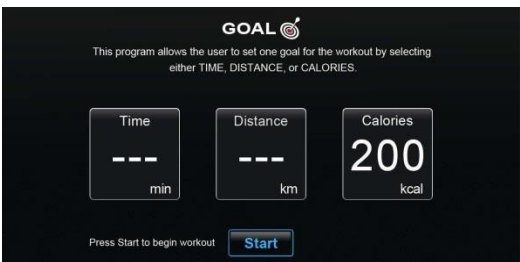 GOAL
This program allows the user to set one goal for the workout by selecting
either TIME, DISTANCE, or CALORIES.
Time Distance Calories
--- --- 200
min km kcal
Press Start to begin workout Start